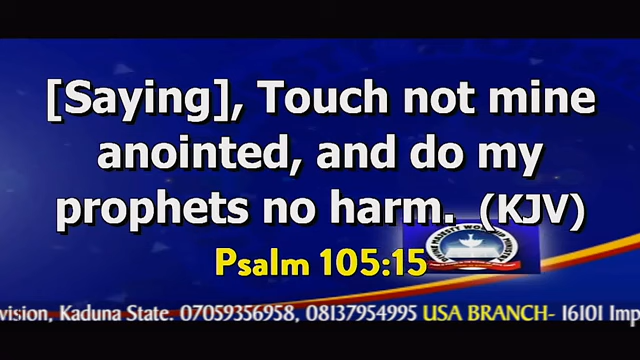 [Saying], Touch not mine
anointed, and do my
prophets no harm. (KJV)
Psalm 105:15
vision, Kaduna State. 07059356958, 08137954995 USA BRANCH- 16101 Imp